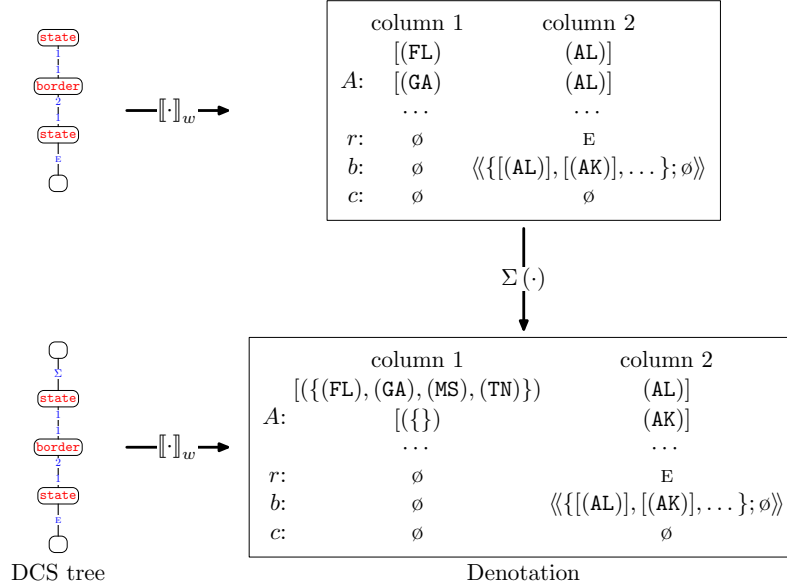 state
1
1
border
2
1
state
E
⟦·⟧w
column 1 column 2
[(FL) (AL)]
A: [(GA) (AL)]
... ...
r: ø E
b: ø ⟪{[(AL)], [(AK)], ...}; ø⟫
c: ø ø
Σ (·)
Σ
state
1
1
border
2
1
state
E
⟦·⟧w
column 1 column 2
[({(FL), (GA), (MS), (TN)}) (AL)]
A: [({}) (AK)]
... ...
r: ø E
b: ø ⟪{[(AL)], [(AK)], ...}; ø⟫
c: ø ø
DCS tree Denotation